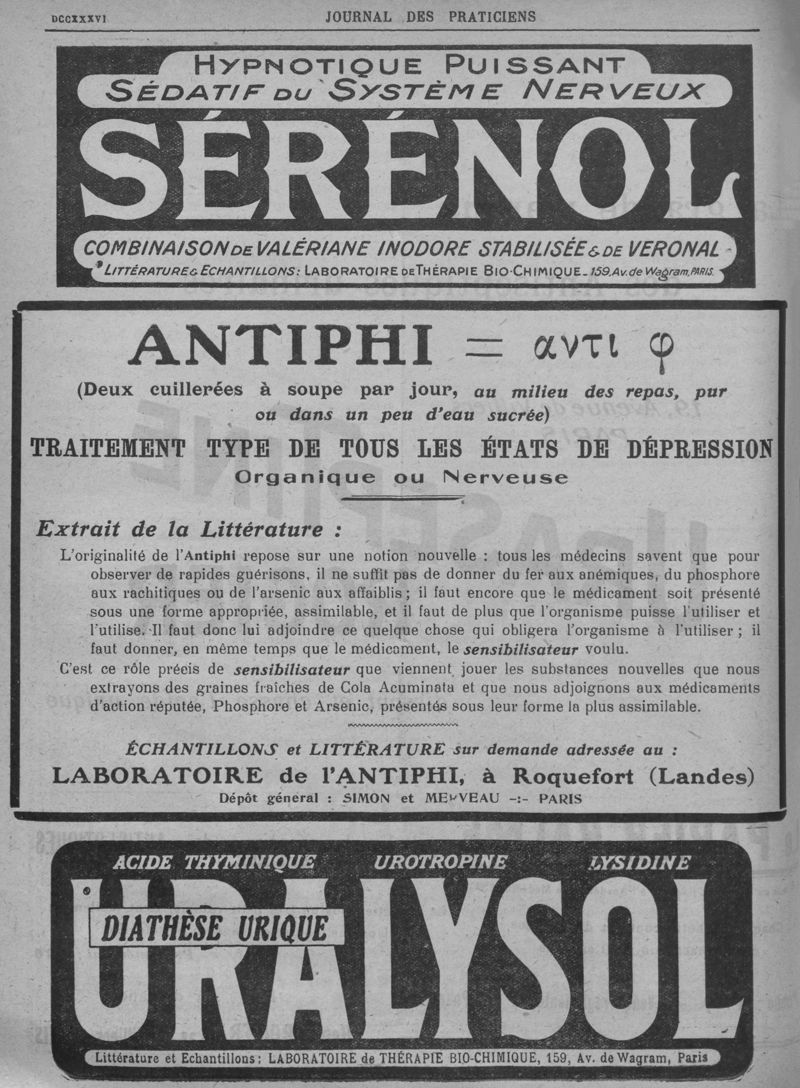 DCCXXXVI
JOURNAL DES PRATICIENS
HYPNOTIQUE PUISSANT
SÉDATIF DU SYSTÈME NERVEUX
SÉRÉNOL
COMBINAISON DE VALÉRIANE INODORE STABILISÉE & DE VERONAL
LITTÉRATURE & ECHANTILLONS: LABORATOIRE DE THÉRAPIE BIO-CHIMIQUE_159, Av. de Wagram, PARIS.
ANTIPHI = αντι φ
(Deux cuillerées à soupe par jour, au milieu des repas, pur
ou dans un peu d'eau sucrée)
TRAITEMENT TYPE DE TOUS LES ÉTATS DE DÉPRESSION
Organique ou Nerveuse
Extrait de la Littérature :
L'originalité de l'Antiphi repose sur une notion nouvelle : tous les médecins savent que pour
observer de rapides guérisons, il ne suffit pas de donner du fer aux anémiques, du phosphore
aux rachitiques ou de l'arsenic aux affaiblis ; il faut encore que le médicament soit présenté
sous une forme appropriée, assimilable, et il faut de plus que l'organisme puisse l'utiliser et
l'utilise. Il faut donc lui adjoindre ce quelque chose qui obligera l'organisme à l'utiliser ; il
faut donner, en même temps que le médicament, le sensibilisateur voulu.
C'est ce rôle précis de sensibilisateur que viennent jouer les substances nouvelles que nous
extrayons des graines fraîches de Cola Acuminata et que nous adjoignons aux médicaments
d'action réputée, Phosphore et Arsenic, présentés sous leur forme la plus assimilable.
ÉCHANTILLONS et LITTÉRATURE sur demande adressée au :
LABORATOIRE de l'ANTIPHI, à Roquefort (Landes)
Dépôt général : SIMON et MERVEAU -:- PARIS
ACIDE THYMINIQUE UROTROPINE LYSIDINE
URALYSOL
DIATHÈSE URIQUE
Littérature et Echantillons: LABORATOIRE de THÉRAPIE BIO-CHIMIQUE, 159, Av. de Wagram, Paris